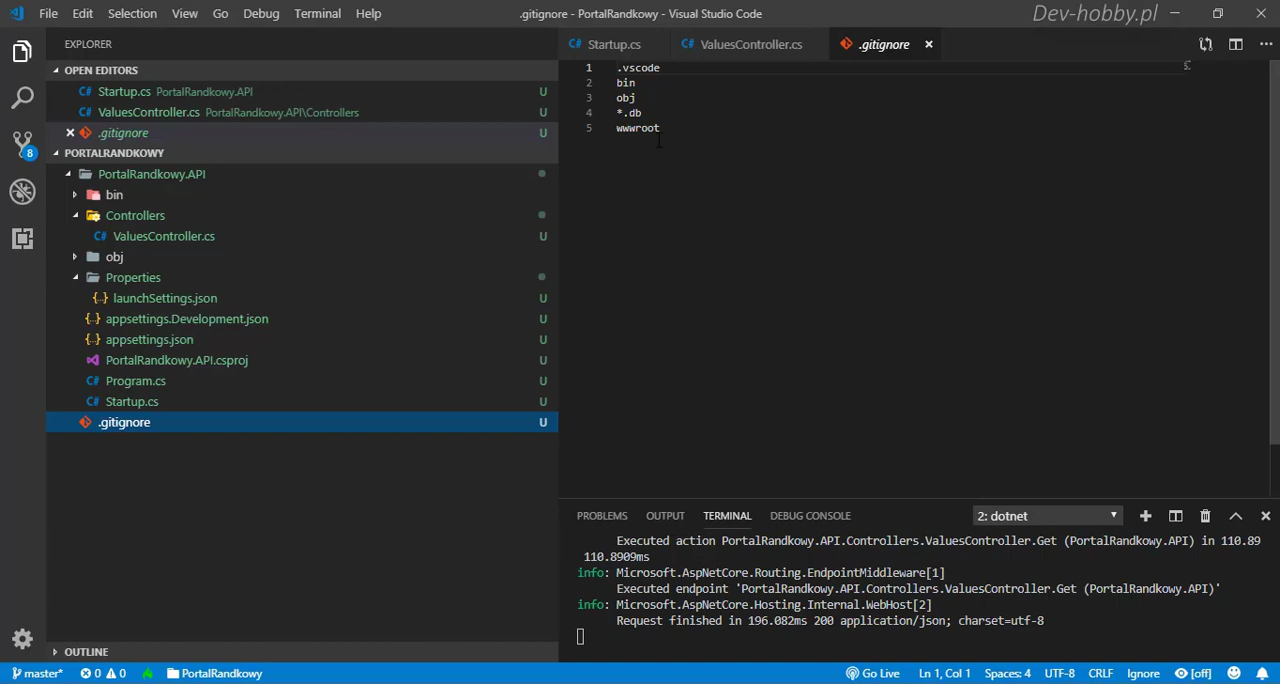 File Edit Selection View Go Debug Terminal Help
.gitignore - PortalRandkowy - Visual Studio Code
Dev-hobby.pl
EXPLORER
OPEN EDITORS
Startup.cs PortalRandkowy.API U
ValuesController.cs PortalRandkowy.API\Controllers U
.gitignore U
PORTALRANDKOWY
PortalRandkowy.API
bin
Controllers
ValuesController.cs U
obj
Properties
launchSettings.json U
appsettings.Development.json U
appsettings.json U
PortalRandkowy.API.csproj U
Program.cs U
Startup.cs U
.gitignore U
OUTLINE
8
Startup.cs ValuesController.cs .gitignore
1 .vscode
2 bin
3 obj
4 *.db
5 wwwroot
PROBLEMS OUTPUT TERMINAL DEBUG CONSOLE 2: dotnet
Executed action PortalRandkowy.API.Controllers.ValuesController.Get (PortalRandkowy.API) in 110.89
110.8909ms
info: Microsoft.AspNetCore.Routing.EndpointMiddleware[1]
Executed endpoint 'PortalRandkowy.API.Controllers.ValuesController.Get (PortalRandkowy.API)'
info: Microsoft.AspNetCore.Hosting.Internal.WebHost[2]
Request finished in 196.082ms 200 application/json; charset=utf-8
master* 0 0 PortalRandkowy Go Live Ln 1, Col 1 Spaces: 4 UTF-8 CRLF Ignore [off]